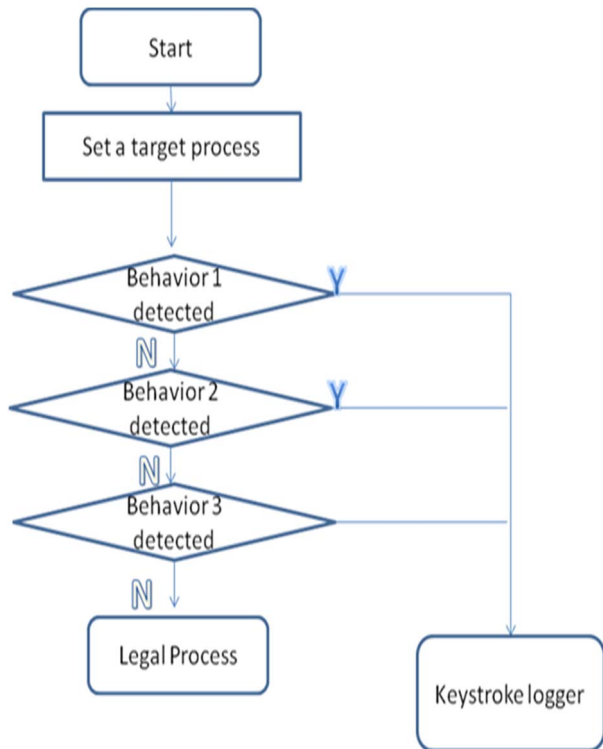 Start
Set a target process
Behavior 1
detected
Y
N
Behavior 2
detected
Y
N
Behavior 3
detected
N
Legal Process
Keystroke logger